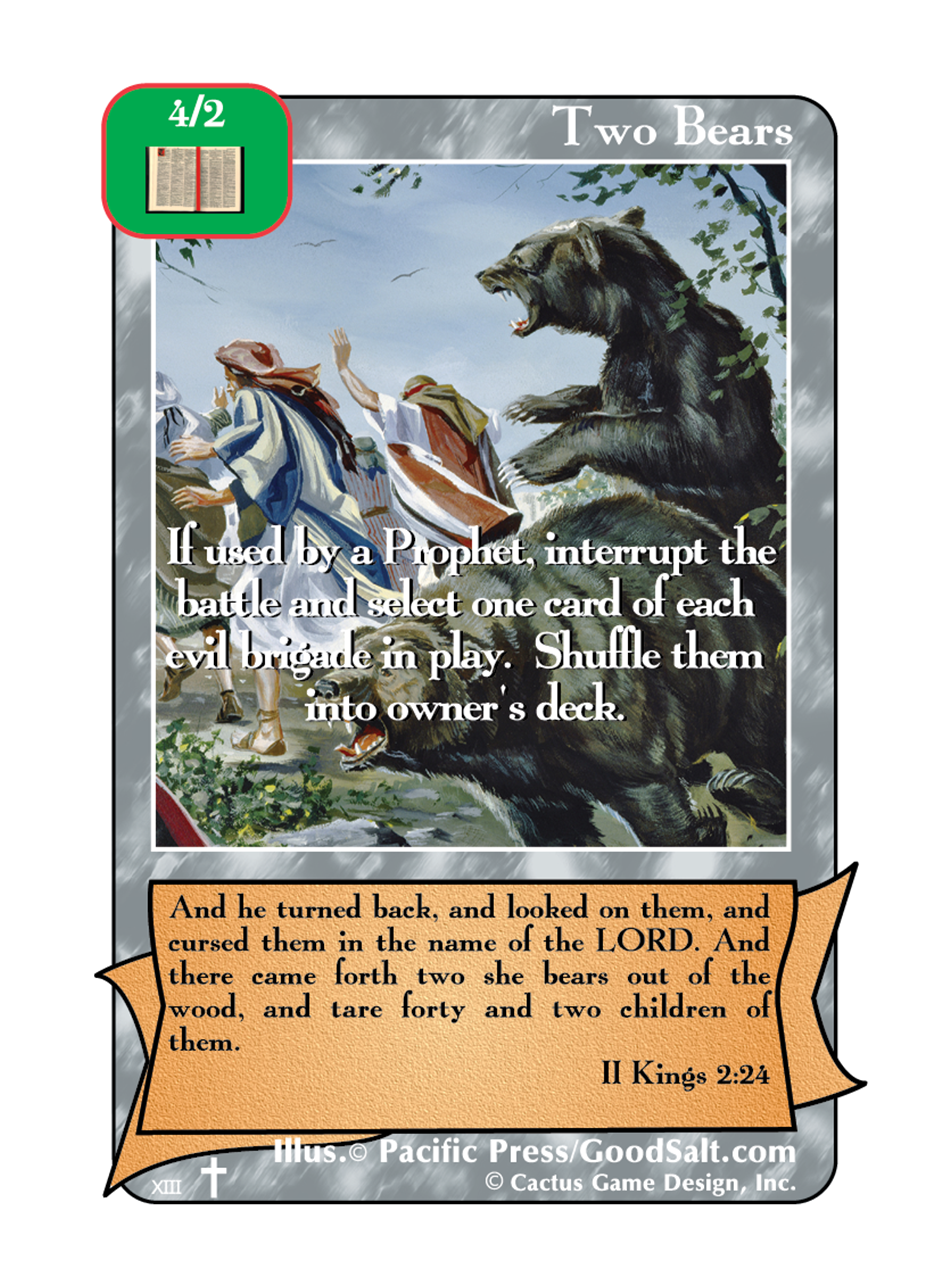 4/2
Two Bears
If used by a Prophet, interrupt the
battle and select one card of each
evil brigade in play.  Shuffle them
into owner's deck.
And he turned back, and looked on them, and
cursed them in the name of the LORD. And
there came forth two she bears out of the
wood, and tare forty and two children of
them.
II Kings 2:24
Illus.© Pacific Press/GoodSalt.com
XIII
© Cactus Game Design, Inc.